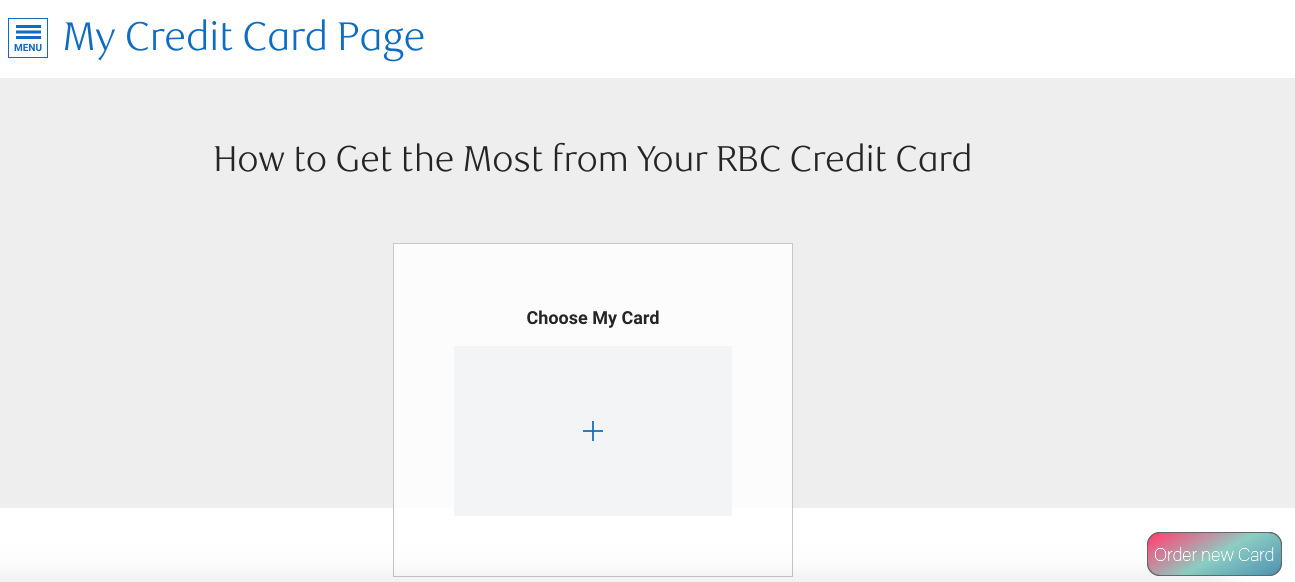 MENU
My Credit Card Page
How to Get the Most from Your RBC Credit Card
Choose My Card
Order new Card